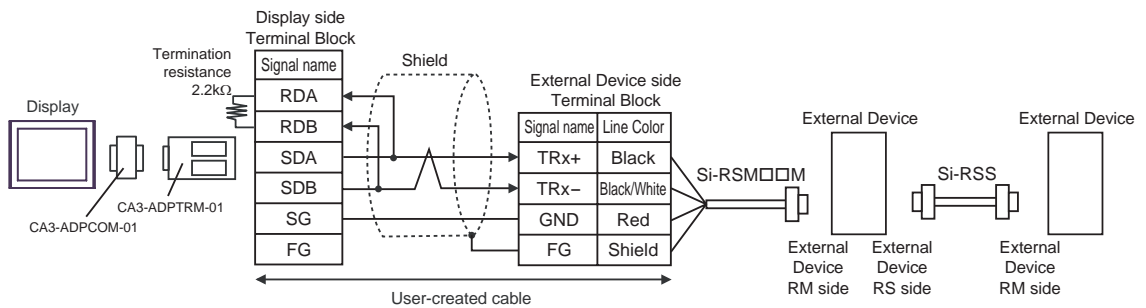 Display side
Terminal Block
Termination
resistance
2.2kΩ
Signal name
RDA
RDB
SDA
SDB
SG
FG
Shield
Display
CA3-ADPCOM-01
CA3-ADPTRM-01
External Device side
Terminal Block
Signal name Line Color
TRx+ Black
TRx− Black/White
GND Red
FG Shield
User-created cable
Si-RSM□□M
External Device
External
Device
RM side
External
Device
RS side
Si-RSS
External Device
External
Device
RM side